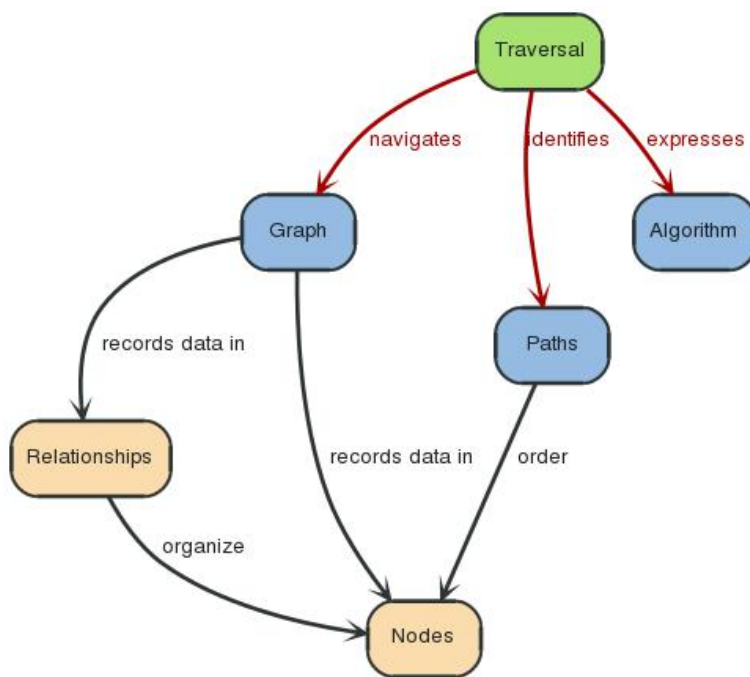 Traversal
navigates
identifies
expresses
Graph
Algorithm
records data in
Paths
Relationships
records data in
order
organize
Nodes